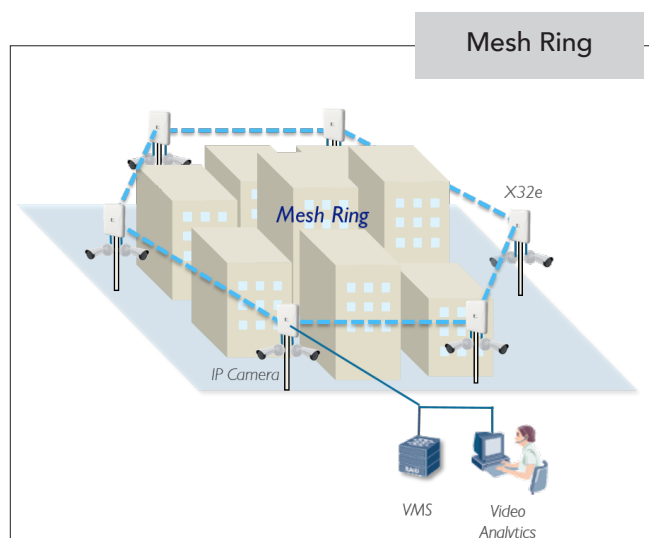 Mesh Ring
X32e
Mesh Ring
IP Camera
VMS
Video
Analytics